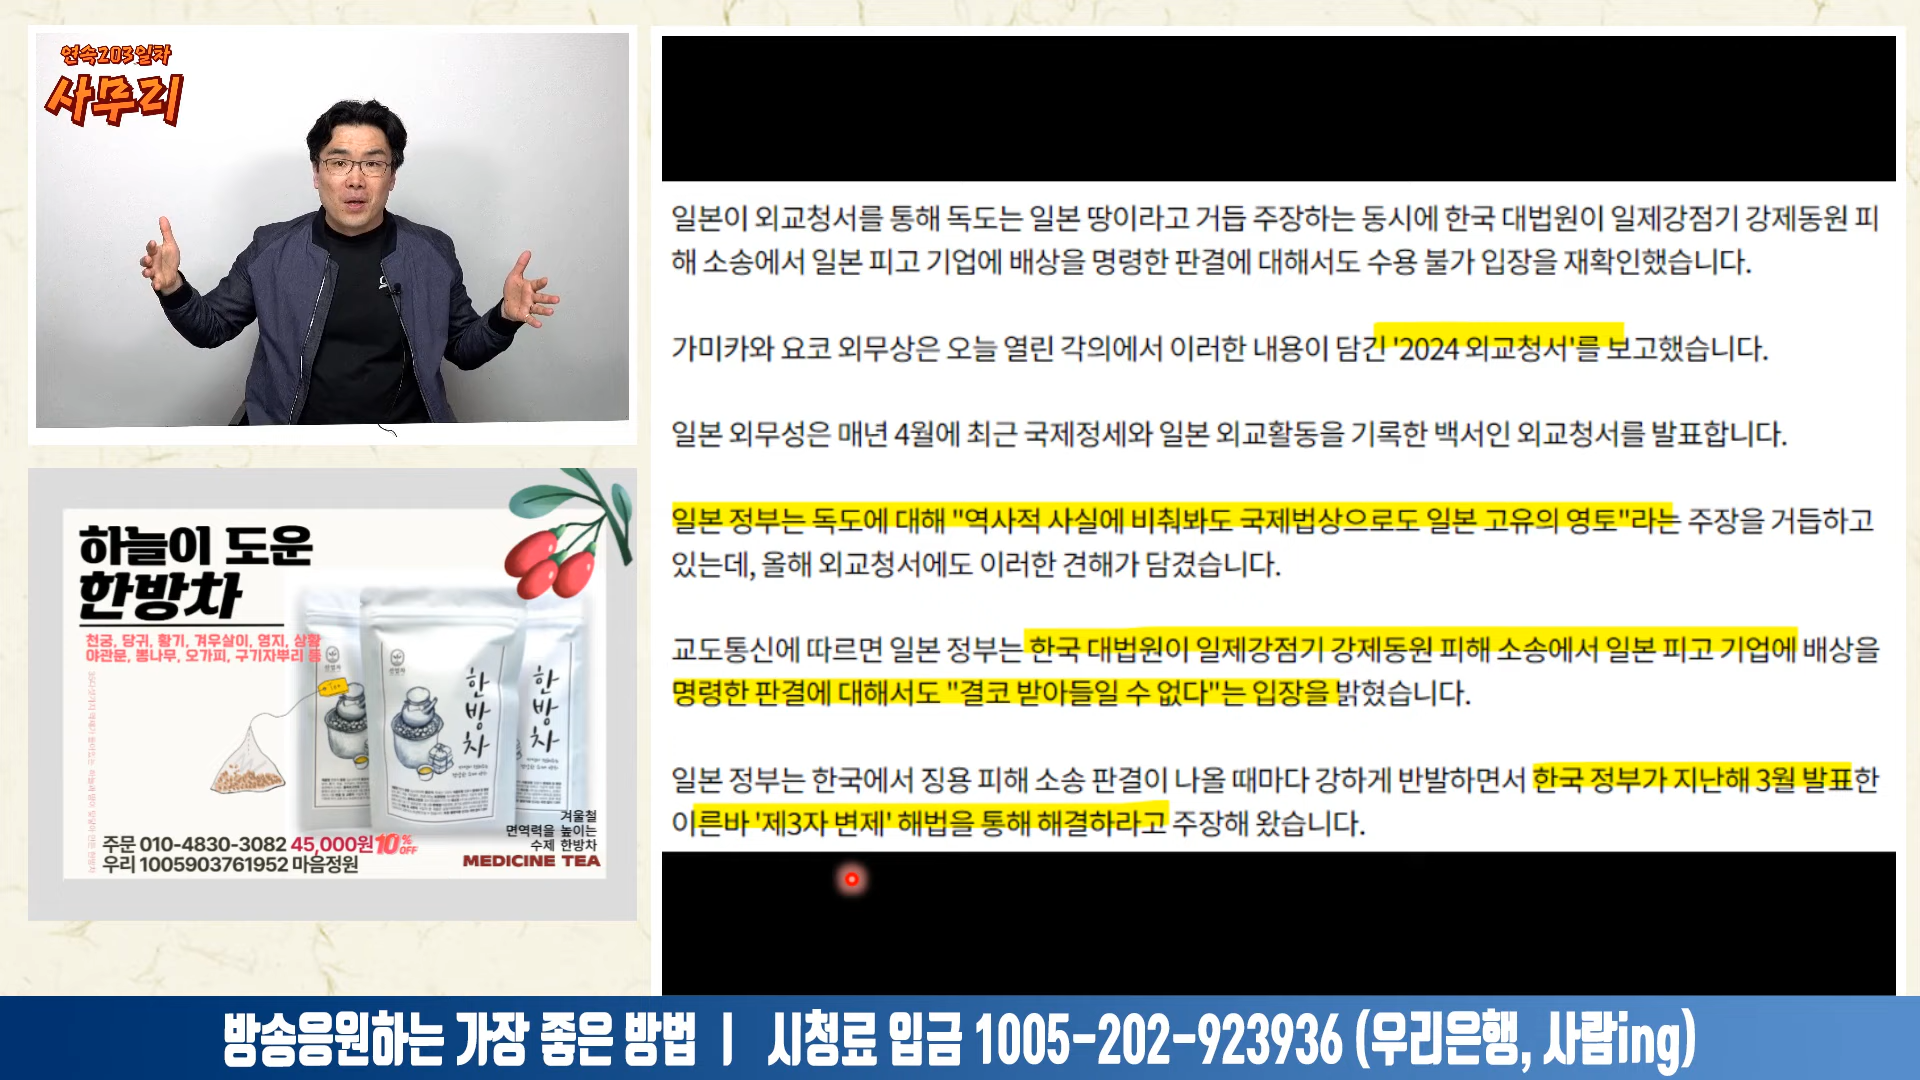 연속203일차
사무리
일본이 외교청서를 통해 독도는 일본 땅이라고 거듭 주장하는 동시에 한국 대법원이 일제강점기 강제동원 피
해 소송에서 일본 피고 기업에 배상을 명령한 판결에 대해서도 수용 불가 입장을 재확인했습니다.
가미카와 요코 외무상은 오늘 열린 각의에서 이러한 내용이 담긴 '2024 외교청서'를 보고했습니다.
일본 외무성은 매년 4월에 최근 국제정세와 일본 외교활동을 기록한 백서인 외교청서를 발표합니다.
일본 정부는 독도에 대해 "역사적 사실에 비춰봐도 국제법상으로도 일본 고유의 영토"라는 주장을 거듭하고
있는데, 올해 외교청서에도 이러한 견해가 담겼습니다.
교도통신에 따르면 일본 정부는 한국 대법원이 일제강점기 강제동원 피해 소송에서 일본 피고 기업에 배상을
명령한 판결에 대해서도 "결코 받아들일 수 없다"는 입장을 밝혔습니다.
일본 정부는 한국에서 징용 피해 소송 판결이 나올 때마다 강하게 반발하면서 한국 정부가 지난해 3월 발표한
이른바 '제3자 변제' 해법을 통해 해결하라고 주장해 왔습니다.
하늘이 도운
한방차
천궁, 당귀, 황기, 겨우살이, 영지, 상황
야관문, 뽕나무, 오가피, 구기자뿌리 등
한방차
한방차
겨울철
면역력을 높이는
수제 한방차
MEDICINE TEA
주문 010-4830-3082 45,000원 10% OFF
우리 1005903761952 마음정원
방송응원하는 가장 좋은 방법 | 시청료 입금 1005-202-923936 (우리은행, 사람ing)